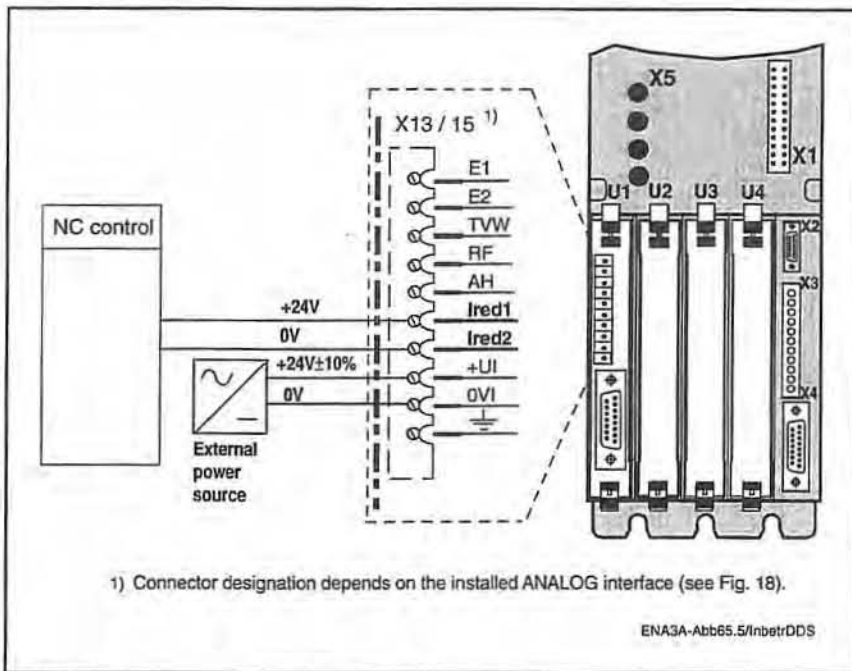 NC control
+24V
0V
+24V±10%
0V
External
power
source
X13 / 15 1)
E1
E2
TVW
RF
AH
Ired1
Ired2
+UI
0VI
X5
X1
U1 U2 U3 U4
X2
X3
X4
1) Connector designation depends on the installed ANALOG interface (see Fig. 18).
ENA3A-Abb65.5/InbetrDDS